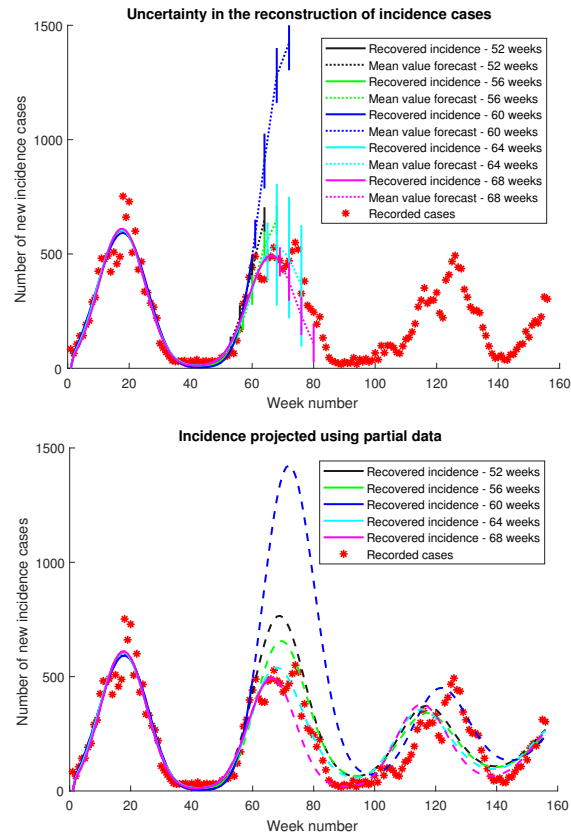 Uncertainty in the reconstruction of incidence cases
1500
1000
500
0
Number of new incidence cases
Recovered incidence - 52 weeks
Mean value forecast - 52 weeks
Recovered incidence - 56 weeks
Mean value forecast - 56 weeks
Recovered incidence - 60 weeks
Mean value forecast - 60 weeks
Recovered incidence - 64 weeks
Mean value forecast - 64 weeks
Recovered incidence - 68 weeks
Mean value forecast - 68 weeks
Recorded cases
0 20 40 60 80 100 120 140 160
Week number
Incidence projected using partial data
1500
1000
500
0
Number of new incidence cases
Recovered incidence - 52 weeks
Recovered incidence - 56 weeks
Recovered incidence - 60 weeks
Recovered incidence - 64 weeks
Recovered incidence - 68 weeks
Recorded cases
0 20 40 60 80 100 120 140 160
Week number